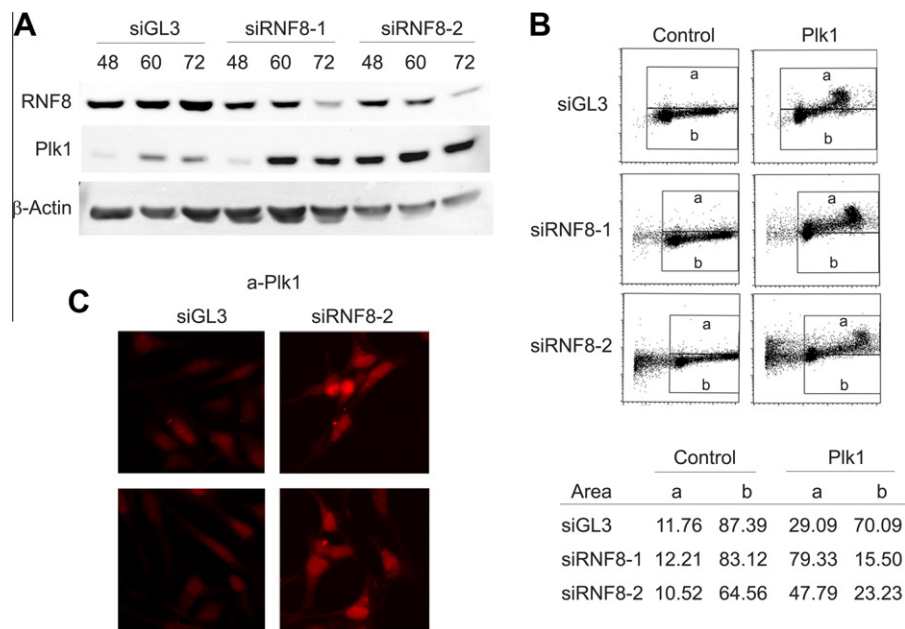 A
siGL3 siRNF8-1 siRNF8-2
48 60 72 48 60 72 48 60 72
RNF8
Plk1
β-Actin
B
Control Plk1
siGL3
a a
b b
siRNF8-1
a a
b b
siRNF8-2
a a
b b
Control Plk1
Area a b a b
siGL3 11.76 87.39 29.09 70.09
siRNF8-1 12.21 83.12 79.33 15.50
siRNF8-2 10.52 64.56 47.79 23.23
C
a-Plk1
siGL3 siRNF8-2